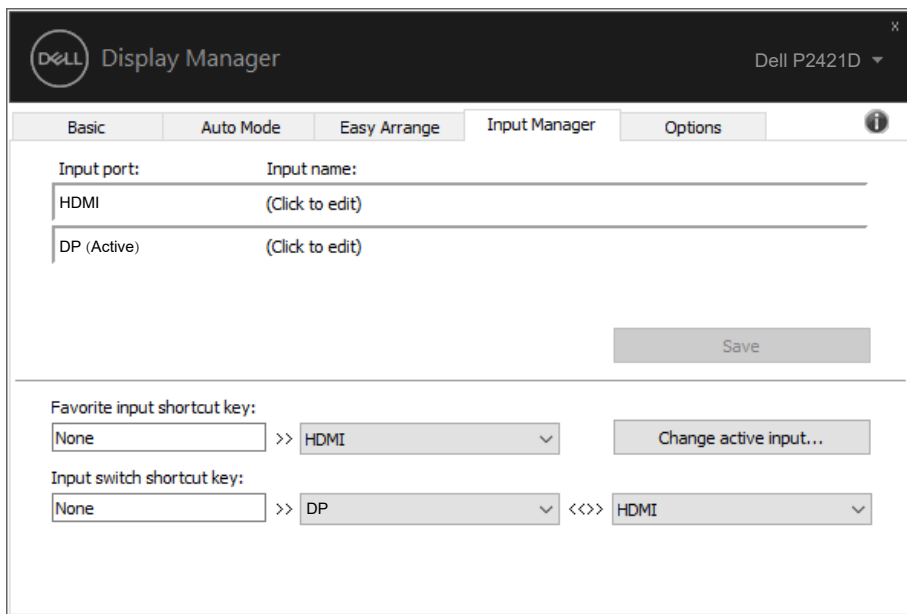 x
DELL Display Manager Dell P2421D
Basic Auto Mode Easy Arrange Input Manager Options i
Input port: Input name:
HDMI (Click to edit)
DP (Active) (Click to edit)
Save
Favorite input shortcut key:
None >> HDMI Change active input...
Input switch shortcut key:
None >> DP <<>> HDMI